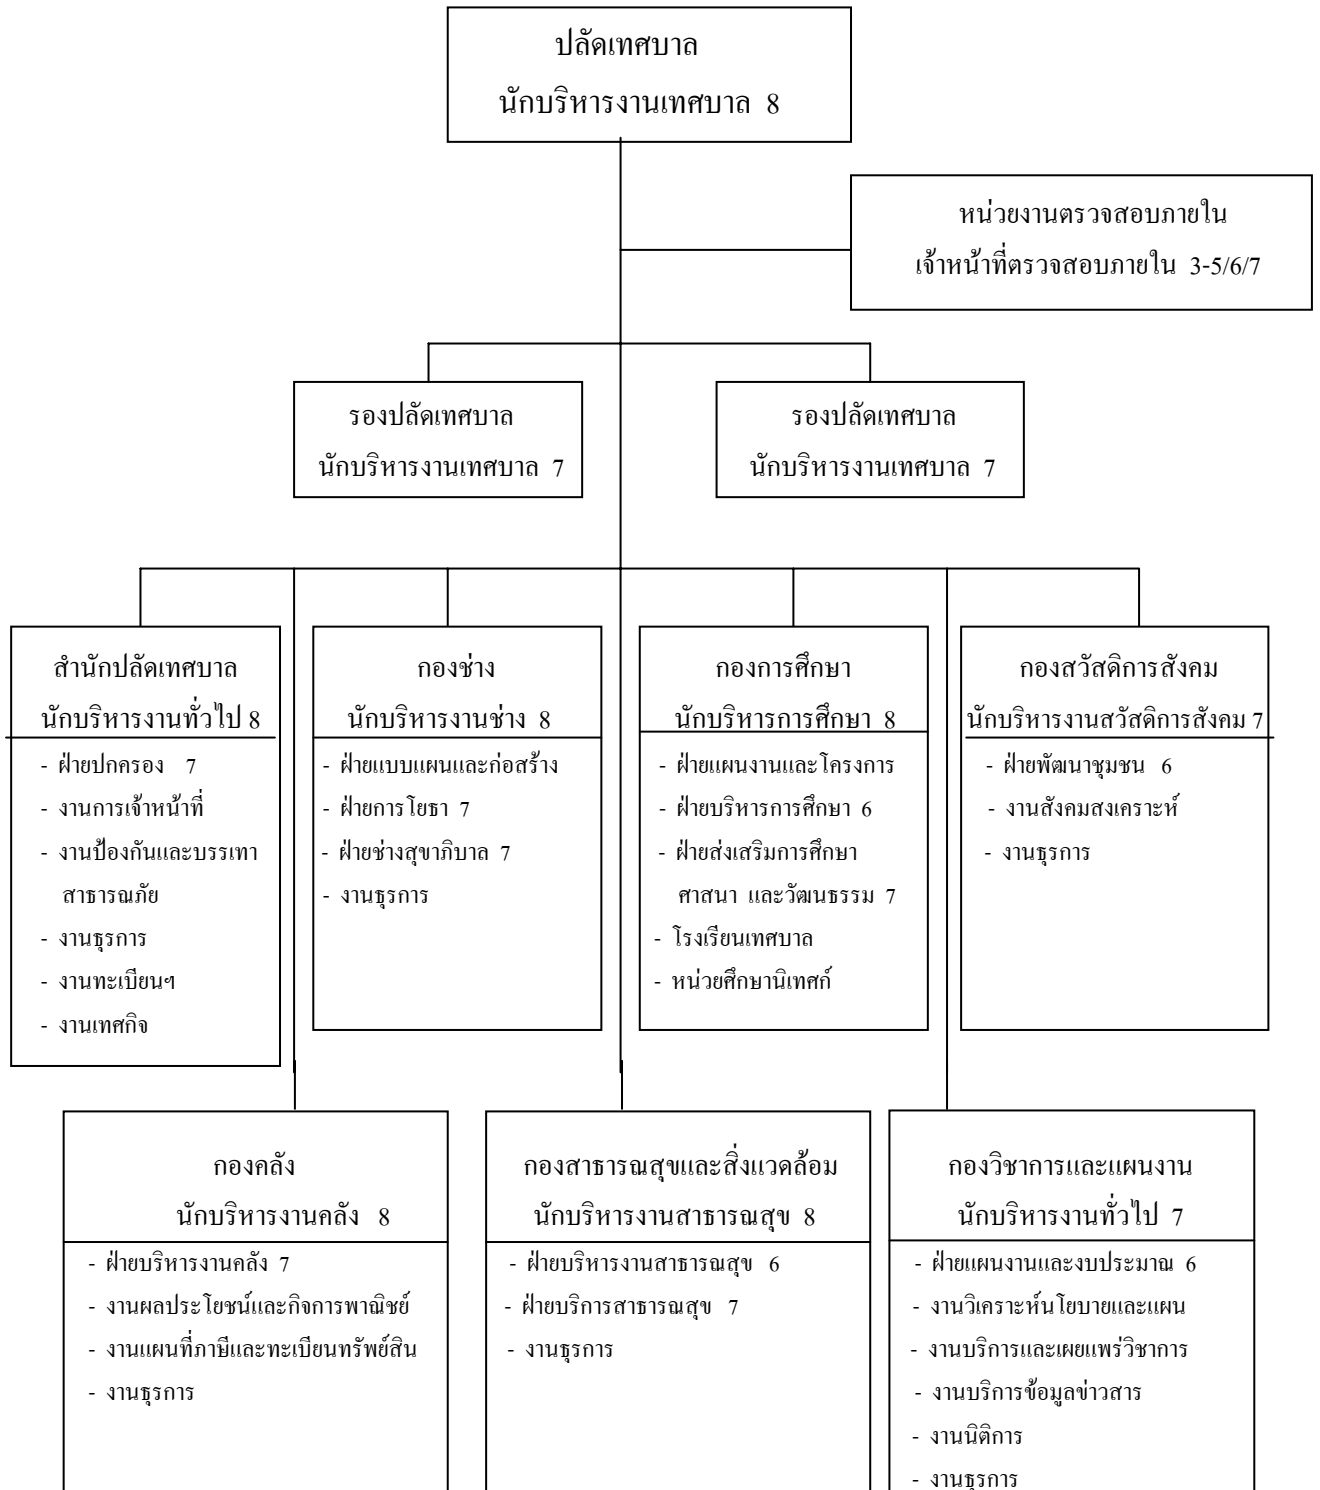 ปลัดเทศบาล
นักบริหารงานเทศบาล 8
หน่วยงานตรวจสอบภายใน
เจ้าหน้าที่ตรวจสอบภายใน 3-5/6/7
รองปลัดเทศบาล
นักบริหารงานเทศบาล 7
รองปลัดเทศบาล
นักบริหารงานเทศบาล 7
สำนักปลัดเทศบาล
นักบริหารงานทั่วไป 8
- ฝ่ายปกครอง 7
- งานการเจ้าหน้าที่
- งานป้องกันและบรรเทา
สาธารณภัย
- งานธุรการ
- งานทะเบียนฯ
- งานเทศกิจ
กองช่าง
นักบริหารงานช่าง 8
- ฝ่ายแบบแผนและก่อสร้าง
- ฝ่ายการโยธา 7
- ฝ่ายช่างสุขาภิบาล 7
- งานธุรการ
กองการศึกษา
นักบริหารการศึกษา 8
- ฝ่ายแผนงานและโครงการ
- ฝ่ายบริหารการศึกษา 6
- ฝ่ายส่งเสริมการศึกษา
ศาสนา และวัฒนธรรม 7
- โรงเรียนเทศบาล
- หน่วยศึกษานิเทศก์
กองสวัสดิการสังคม
นักบริหารงานสวัสดิการสังคม 7
- ฝ่ายพัฒนาชุมชน 6
- งานสังคมสงเคราะห์
- งานธุรการ
กองคลัง
นักบริหารงานคลัง 8
- ฝ่ายบริหารงานคลัง 7
- งานผลประโยชน์และกิจการพาณิชย์
- งานแผนที่ภาษีและทะเบียนทรัพย์สิน
- งานธุรการ
กองสาธารณสุขและสิ่งแวดล้อม
นักบริหารงานสาธารณสุข 8
- ฝ่ายบริหารงานสาธารณสุข 6
- ฝ่ายบริการสาธารณสุข 7
- งานธุรการ
กองวิชาการและแผนงาน
นักบริหารงานทั่วไป 7
- ฝ่ายแผนงานและงบประมาณ 6
- งานวิเคราะห์นโยบายและแผน
- งานบริการและเผยแพร่วิชาการ
- งานบริการข้อมูลข่าวสาร
- งานนิติการ
- งานธุรการ